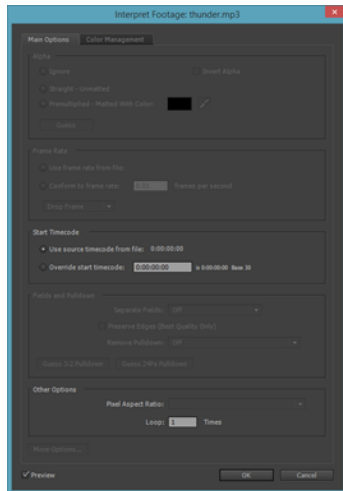 Interpret Footage: thunder.mp3
Main Options Color Management
Alpha
Ignore Invert Alpha
Straight - Unmatted
Premultiplied - Matted With Color:
Guess
Frame Rate
Use frame rate from file:
Conform to frame rate: frames per second
Drop Frame
Start Timecode
Use source timecode from file: 0:00:00:00
Override start timecode: 0:00:00:00 is 0:00:00:00 Base 30
Fields and Pulldown
Separate Fields: Off
Preserve Edges (Best Quality Only)
Remove Pulldown: Off
Guess 3:2 Pulldown Guess 24Pa Pulldown
Other Options
Pixel Aspect Ratio:
Loop: 1 Times
More Options...
Preview OK Cancel